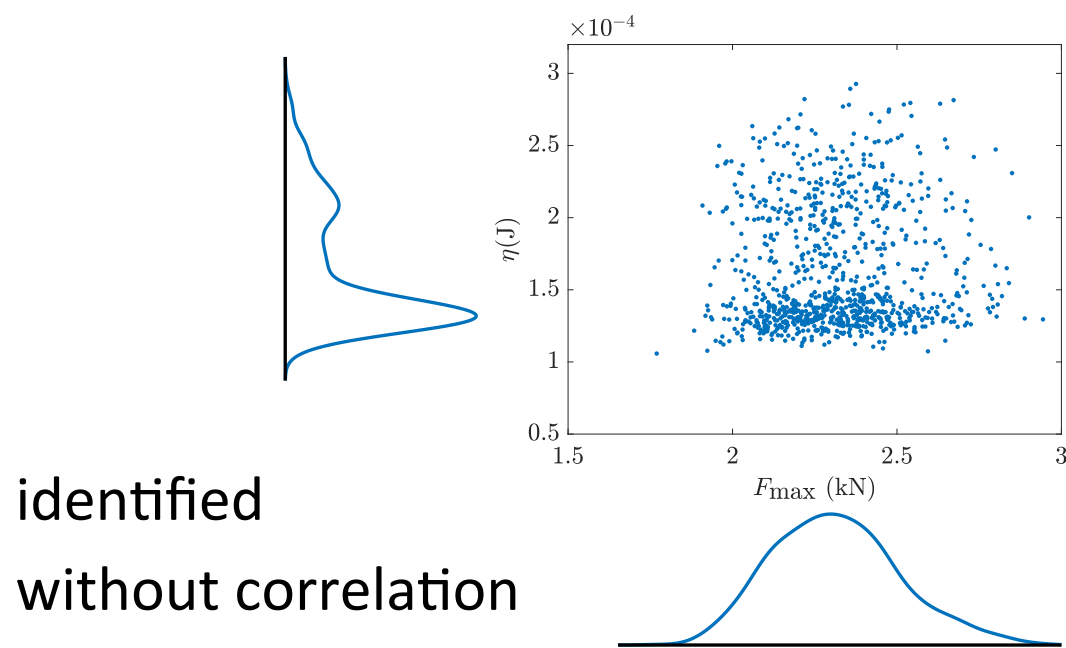 ×10⁻⁴
3
2.5
2
1.5
1
0.5
η(J)
1.5 2 2.5 3
Fmax (kN)
identified
without correlation